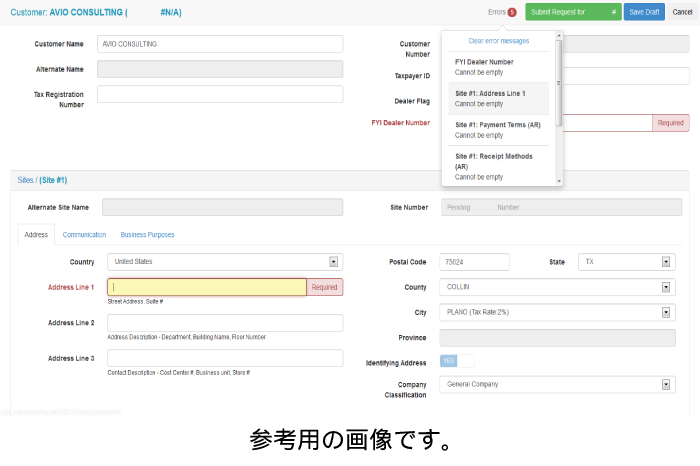 Customer: AVIO CONSULTING ( #N/A)
Errors 5
Submit Request for #
Save Draft
Cancel
Customer Name AVIO CONSULTING
Alternate Name
Tax Registration
Number
Customer
Number
Taxpayer ID
Dealer Flag
FYI Dealer Number Required
Clear error messages
FYI Dealer Number
Cannot be empty
Site #1: Address Line 1
Cannot be empty
Site #1: Payment Terms (AR)
Cannot be empty
Site #1: Receipt Methods
(AR)
Cannot be empty
Sites / (Site #1)
Alternate Site Name
Site Number Pending Number
Address Communication Business Purposes
Country United States
Address Line 1 Required
Street Address, Suite #
Address Line 2
Address Description - Department, Building Name, Floor Number
Address Line 3
Contact Description - Cost Center #, Business unit, Store #
Postal Code 75024 State TX
County COLLIN
City PLANO (Tax Rate:2%)
Province
Identifying Address YES
Company
Classification
General Company
参考用の画像です。